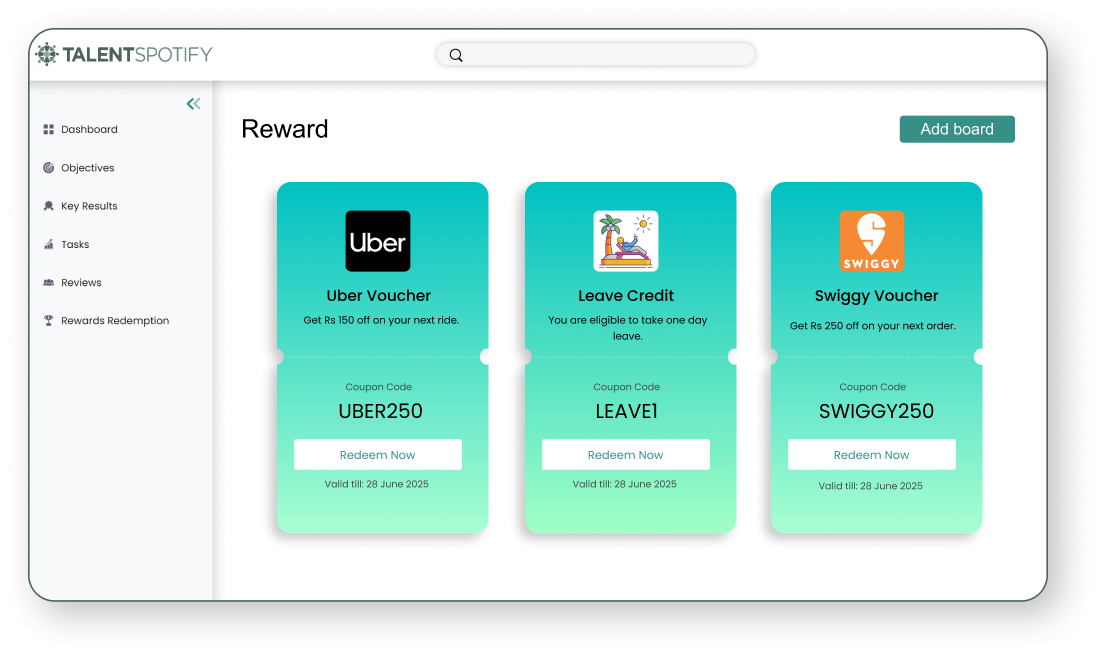 TALENTSPOTIFY
Dashboard
Objectives
Key Results
Tasks
Reviews
Rewards Redemption
Reward
Add board
Uber
Uber Voucher
Get Rs 150 off on your next ride.
Coupon Code
UBER250
Redeem Now
Valid till: 28 June 2025
Leave Credit
You are eligible to take one day
leave.
Coupon Code
LEAVE1
Redeem Now
Valid till: 28 June 2025
SWIGGY
Swiggy Voucher
Get Rs 250 off on your next order.
Coupon Code
SWIGGY250
Redeem Now
Valid till: 28 June 2025